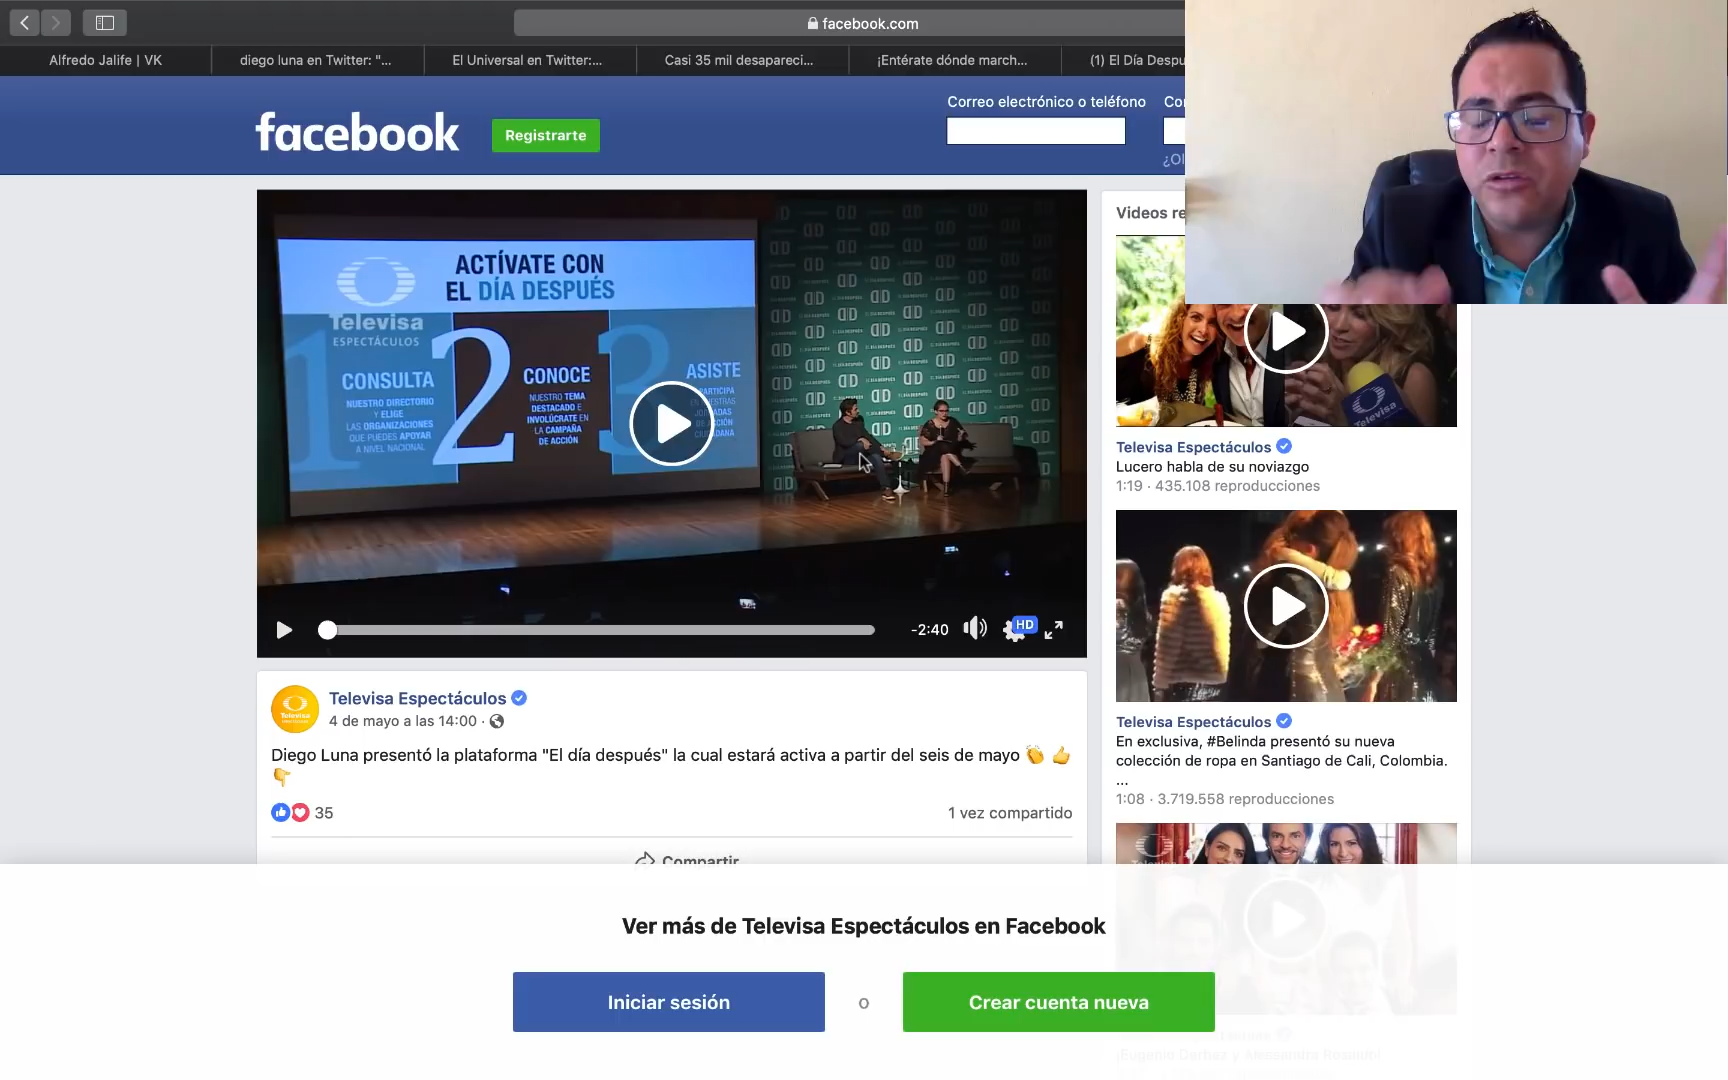 facebook.com
Alfredo Jalife | VK
diego luna en Twitter: "...
El Universal en Twitter:...
Casi 35 mil desapareci...
¡Entérate dónde march...
(1) El Día Despu
facebook
Registrarte
Correo electrónico o teléfono
Co
¿Ol
ACTÍVATE CON
EL DÍA DESPUÉS
Televisa
ESPECTÁCULOS
1
CONSULTA
NUESTRO DIRECTORIO
Y ELIGE
LAS ORGANIZACIONES
QUE PUEDES APOYAR
A NIVEL NACIONAL
2
CONOCE
NUESTRO TEMA
DESTACADO E
INVOLÚCRATE EN
LA CAMPAÑA
DE ACCIÓN
3
ASISTE
-2:40
HD
Televisa Espectáculos
4 de mayo a las 14:00 ·
Diego Luna presentó la plataforma "El día después" la cual estará activa a partir del seis de mayo 👏 👍
👇
35
1 vez compartido
Compartir
Videos re
Televisa
Televisa Espectáculos
Lucero habla de su noviazgo
1:19 · 435.108 reproducciones
Televisa Espectáculos
En exclusiva, #Belinda presentó su nueva
colección de ropa en Santiago de Cali, Colombia.
...
1:08 · 3.719.558 reproducciones
Ver más de Televisa Espectáculos en Facebook
Iniciar sesión
o
Crear cuenta nueva